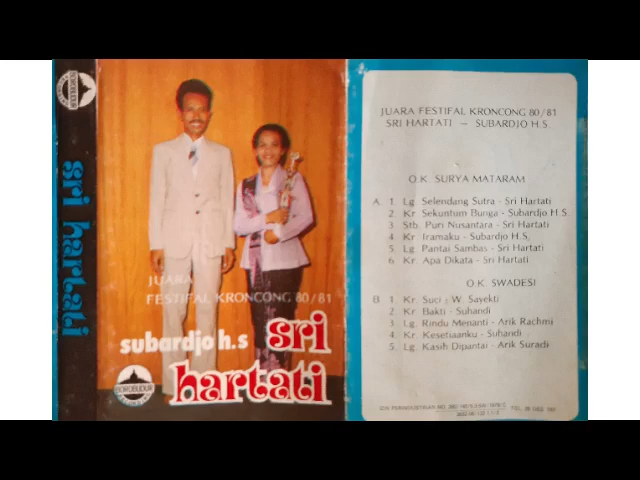 BOROBUDUR
sri hartati
JUARA
FESTIFAL KRONCONG 80/81
subardjo h.s
sri
hartati
BOROBUDUR
JUARA FESTIFAL KRONCONG 80/81
SRI HARTATI — SUBARDJO H.S.
O.K. SURYA MATARAM
A. 1. Lg. Selendang Sutra - Sri Hartati
2. Kr. Sekuntum Bunga - Subardjo H.S.
3. Stb. Puri Nusantara - Sri Hartati
4. Kr. Iramaku - Subardjo H.S.
5. Lg. Pantai Sambas - Sri Hartati
6. Kr. Apa Dikata - Sri Hartati
O.K. SWADESI
B 1. Kr. Suci - W. Sayekti
2. Kr. Bakti - Suhandi
3. Lg. Rindu Menanti - Arik Rachmi
4. Kr. Kesetiaanku - Suhandi
5. Lg. Kasih Dipantai - Arik Suradi